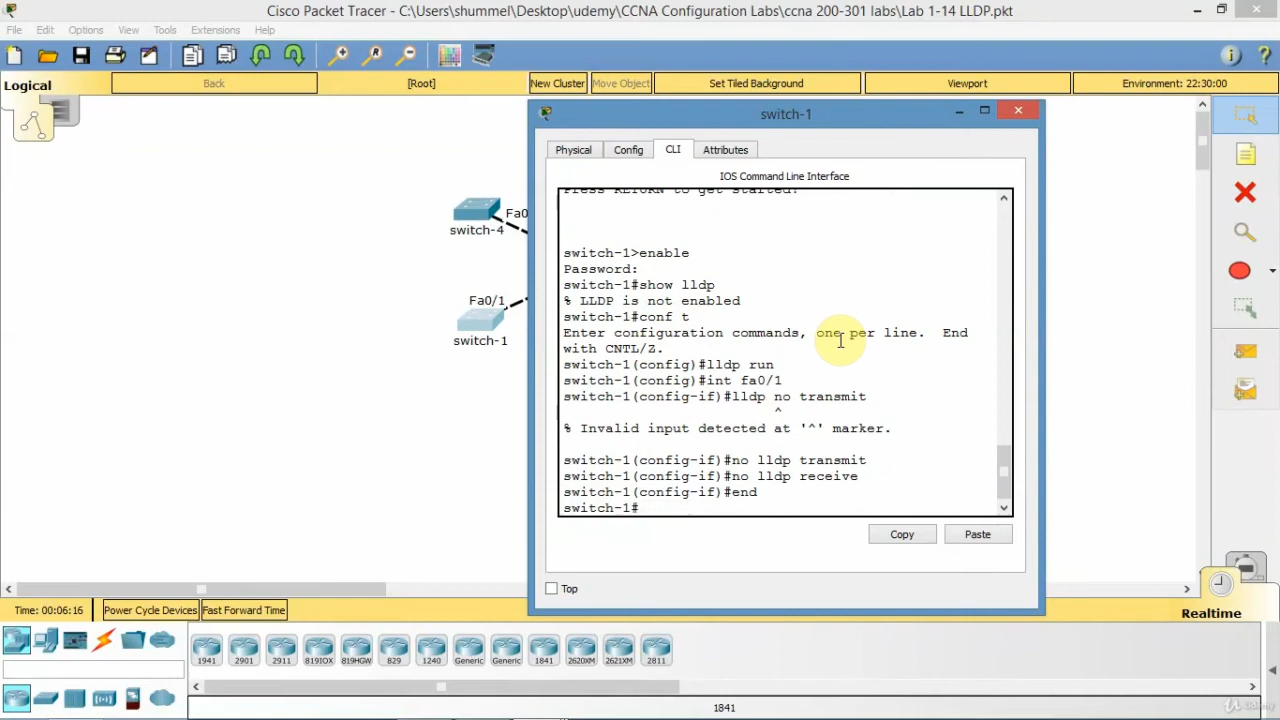 Cisco Packet Tracer - C:\Users\shummel\Desktop\udemy\CCNA Configuration Labs\ccna 200-301 labs\Lab 1-14 LLDP.pkt
File Edit Options View Tools Extensions Help
Logical
Back
[Root]
New Cluster
Move Object
Set Tiled Background
Viewport
Environment: 22:30:00
switch-1
Physical Config CLI Attributes
IOS Command Line Interface
Press RETURN to get started!
switch-1>enable
Password:
switch-1#show lldp
% LLDP is not enabled
switch-1#conf t
Enter configuration commands, one per line. End
with CNTL/Z.
switch-1(config)#lldp run
switch-1(config)#int fa0/1
switch-1(config-if)#lldp no transmit
^
% Invalid input detected at '^' marker.
switch-1(config-if)#no lldp transmit
switch-1(config-if)#no lldp receive
switch-1(config-if)#end
switch-1#
Copy
Paste
Top
Fa0
switch-4
Fa0/1
switch-1
Time: 00:06:16
Power Cycle Devices
Fast Forward Time
Realtime
1941 2901 2911 819IOX 819HGW 829 1240 Generic Generic 1841 2620XM 2621XM 2811
1841
Udemy